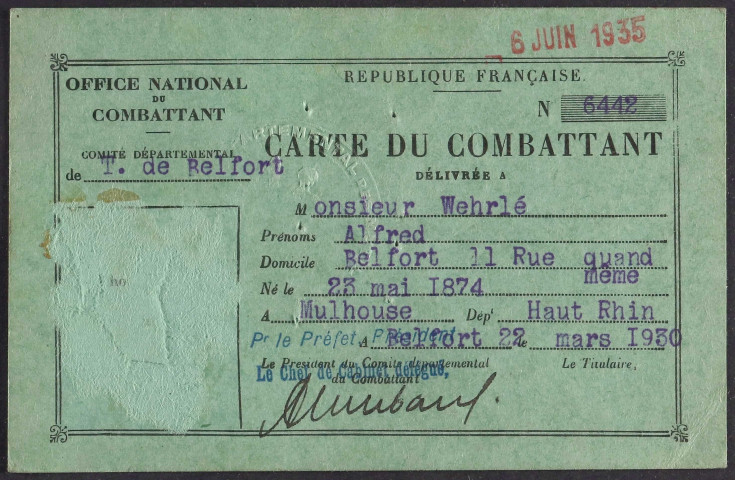 6 JUIN 1935
OFFICE NATIONAL
DU
COMBATTANT
COMITÉ DÉPARTEMENTAL
de T. de Belfort
REPUBLIQUE FRANÇAISE.
N 6442
CARTE DU COMBATTANT
DÉLIVRÉE A
Monsieur Wehrlé
Prénoms Alfred
Domicile Belfort 11 Rue quand
même
Né le 23 mai I874
A Mulhouse Dépt Haut Rhin
Pr le Préfet, Président
A Belfort 22 le mars I930
Le President du Comité départemental
du Combattant
Le Titulaire,
Le Chef de Cabinet délégué,